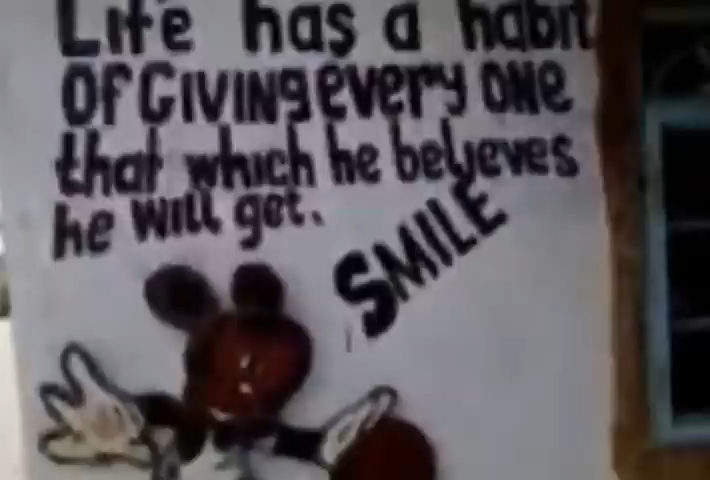 Life has a habit
Of Giving every one
that which he believes
he will get.
SMILE